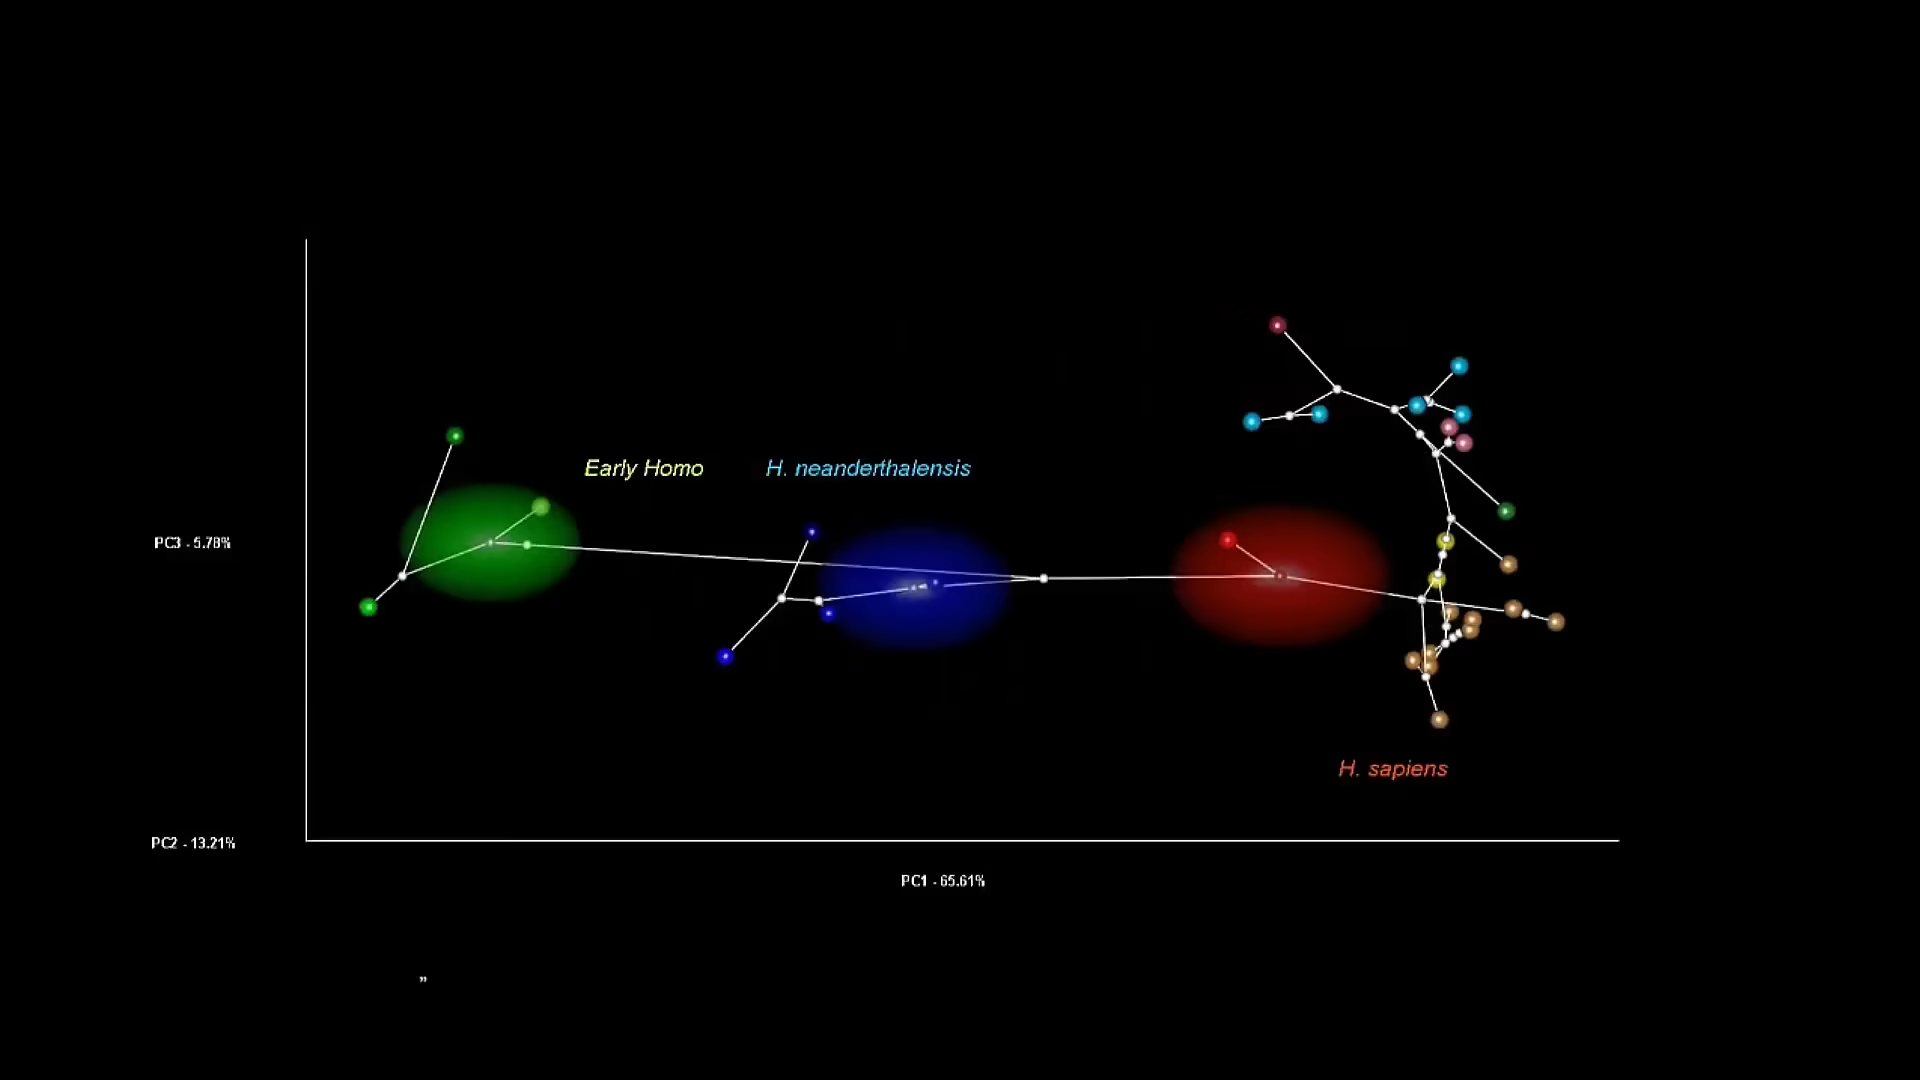 Early Homo
H. neanderthalensis
PC3 - 5.78%
H. sapiens
PC2 - 13.21%
PC1 - 65.61%
”